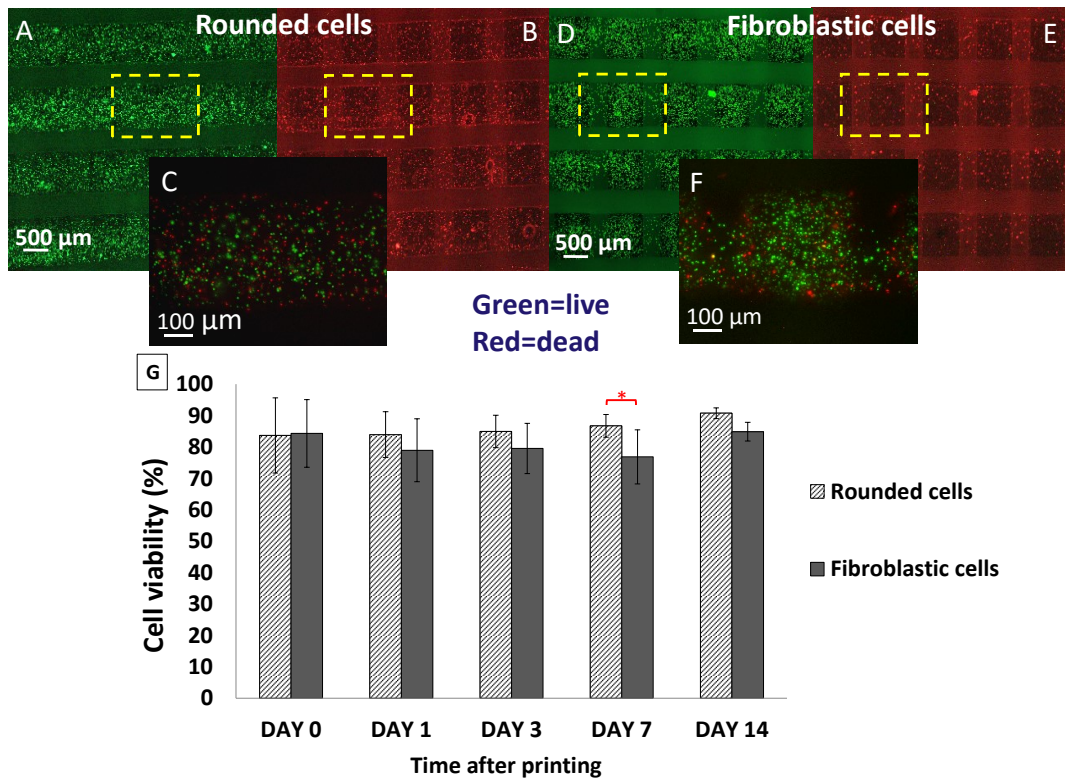 A
Rounded cells
B
D
Fibroblastic cells
E
C
F
500 µm
500 µm
100 µm
100 µm
Green=live
Red=dead
G
100
90
80
70
60
50
40
30
20
10
0
Cell viability (%)
*
DAY 0 DAY 1 DAY 3 DAY 7 DAY 14
Time after printing
Rounded cells
Fibroblastic cells